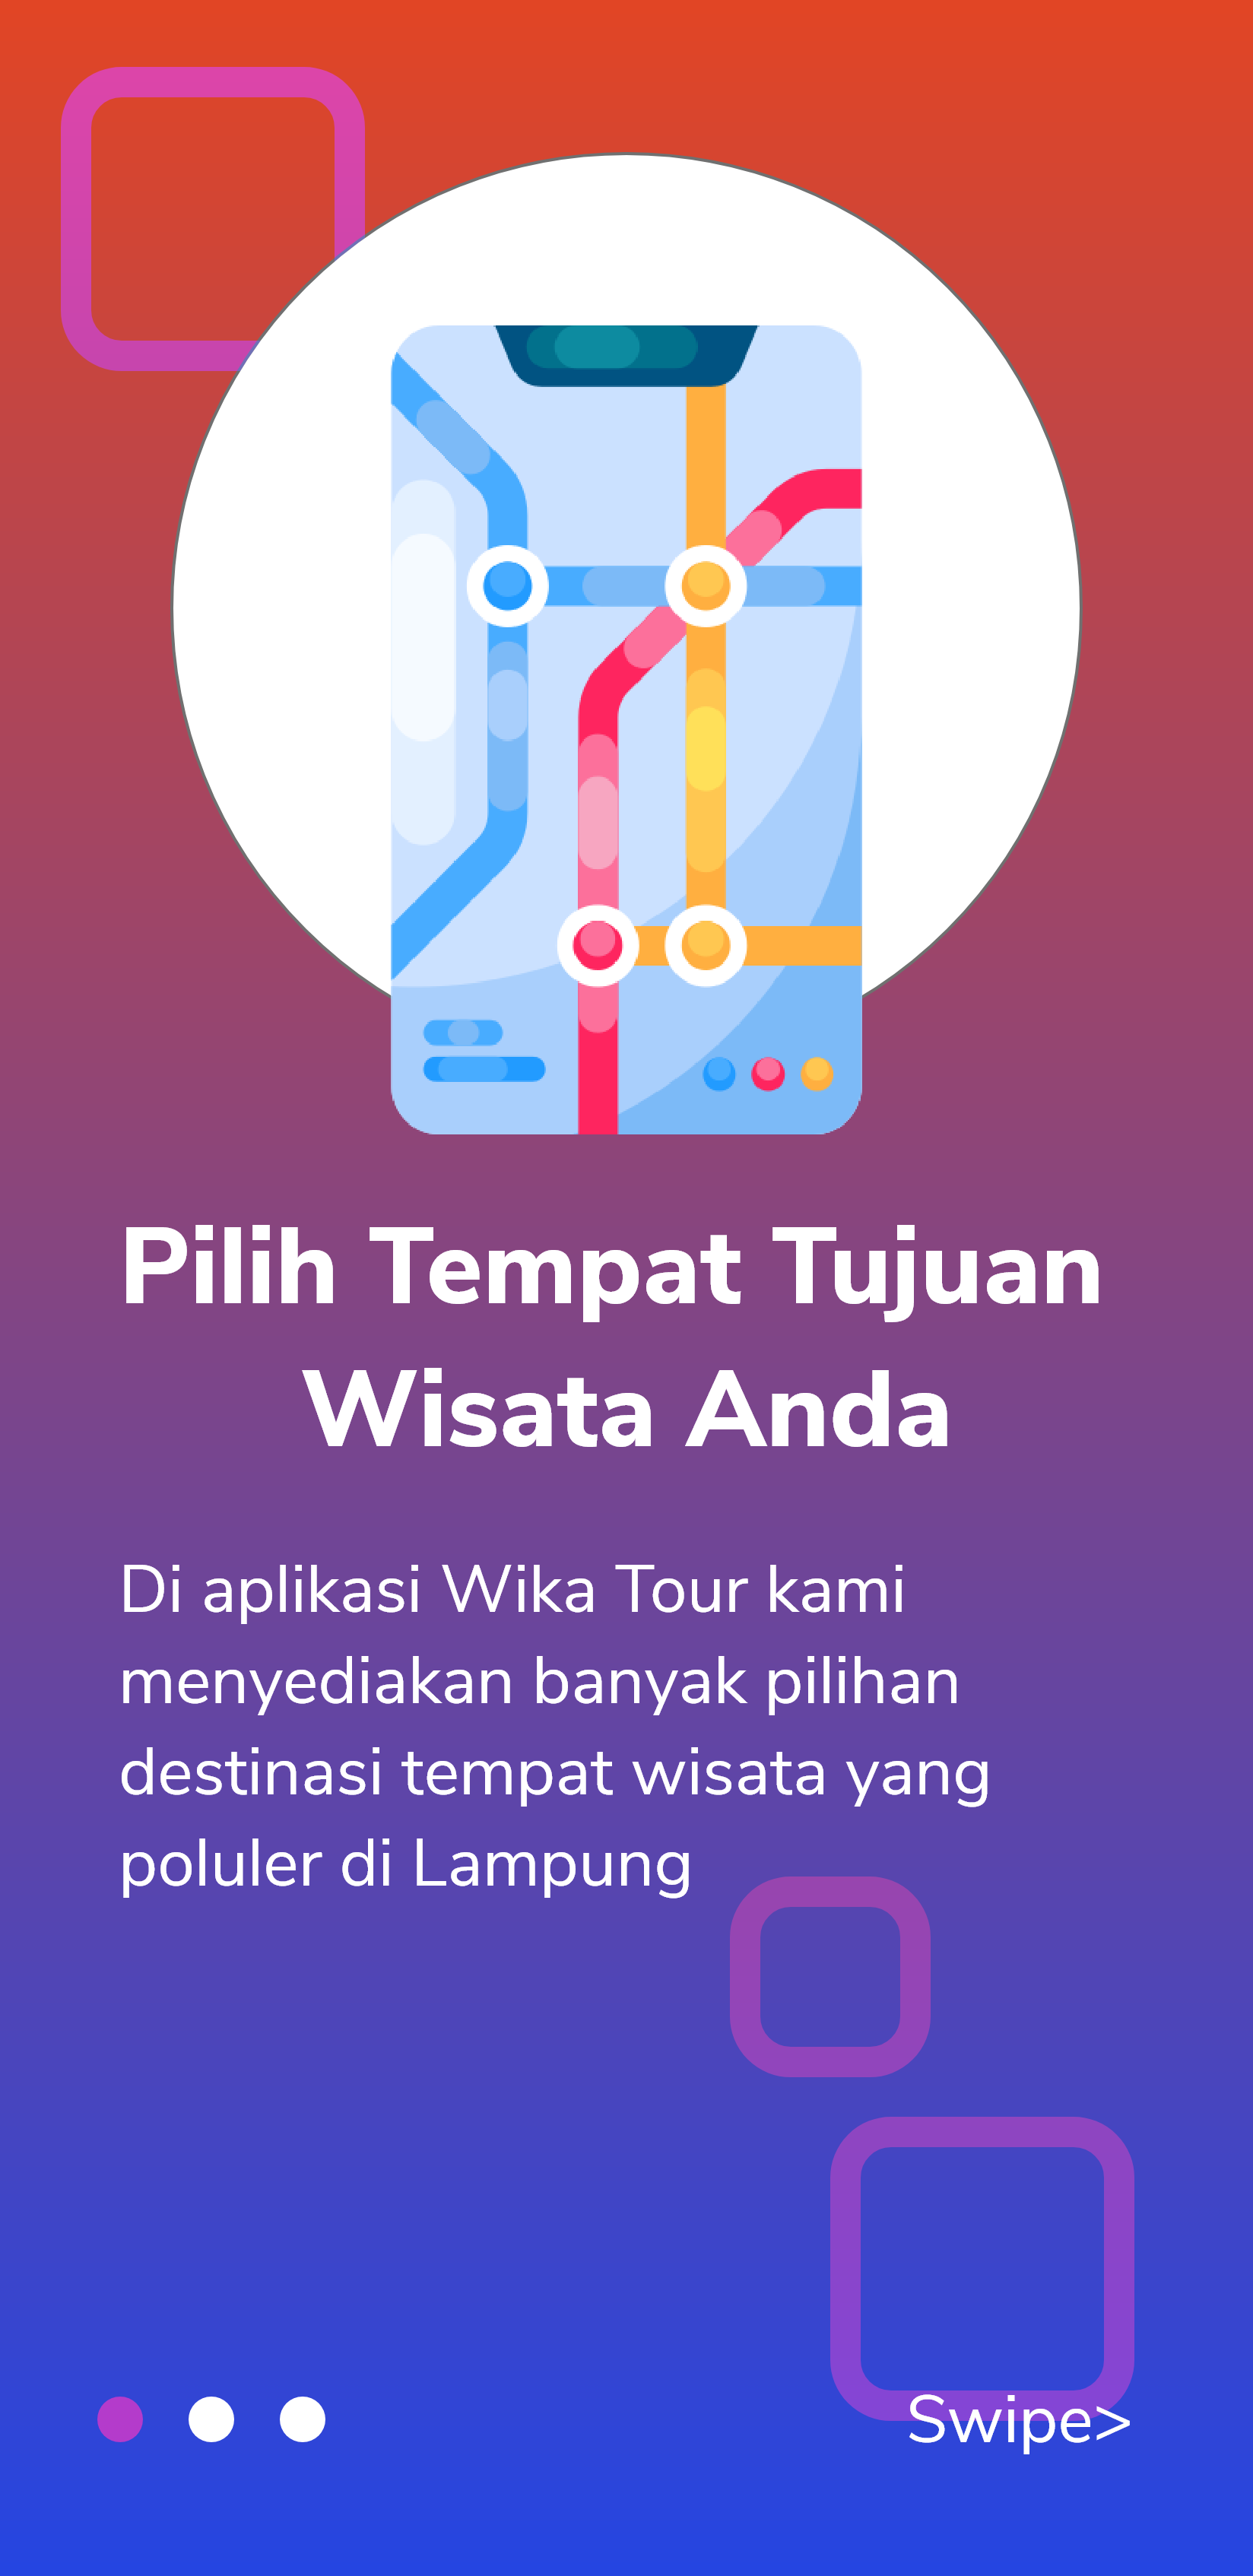 Pilih Tempat Tujuan
Wisata Anda
Di aplikasi Wika Tour kami
menyediakan banyak pilihan
destinasi tempat wisata yang
poluler di Lampung
Swipe>